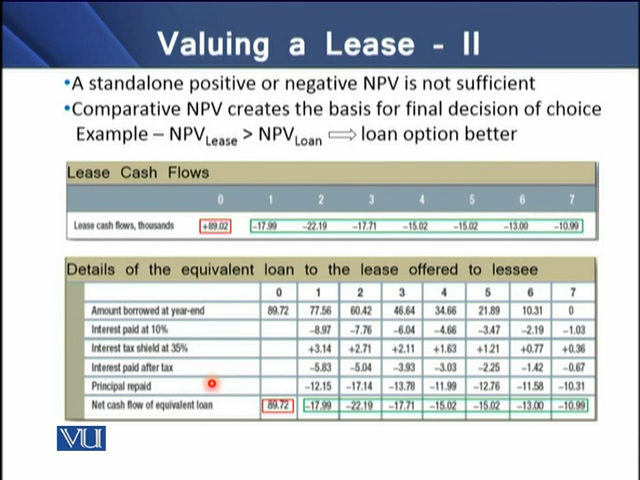 Valuing a Lease - II
•A standalone positive or negative NPV is not sufficient
•Comparative NPV creates the basis for final decision of choice
Example – NPVLease > NPVLoan ⟹ loan option better
Lease Cash Flows
0 1 2 3 4 5 6 7
Lease cash flows, thousands +89.02 -17.99 -22.19 -17.71 -15.02 -15.02 -13.00 -10.99
Details of the equivalent loan to the lease offered to lessee
0 1 2 3 4 5 6 7
Amount borrowed at year-end 89.72 77.56 60.42 46.64 34.66 21.89 10.31 0
Interest paid at 10% -8.97 -7.76 -6.04 -4.66 -3.47 -2.19 -1.03
Interest tax shield at 35% +3.14 +2.71 +2.11 +1.63 +1.21 +0.77 +0.36
Interest paid after tax -5.83 -5.04 -3.93 -3.03 -2.25 -1.42 -0.67
Principal repaid -12.15 -17.14 -13.78 -11.99 -12.76 -11.58 -10.31
Net cash flow of equivalent loan 89.72 -17.99 -22.19 -17.71 -15.02 -15.02 -13.00 -10.99
VU